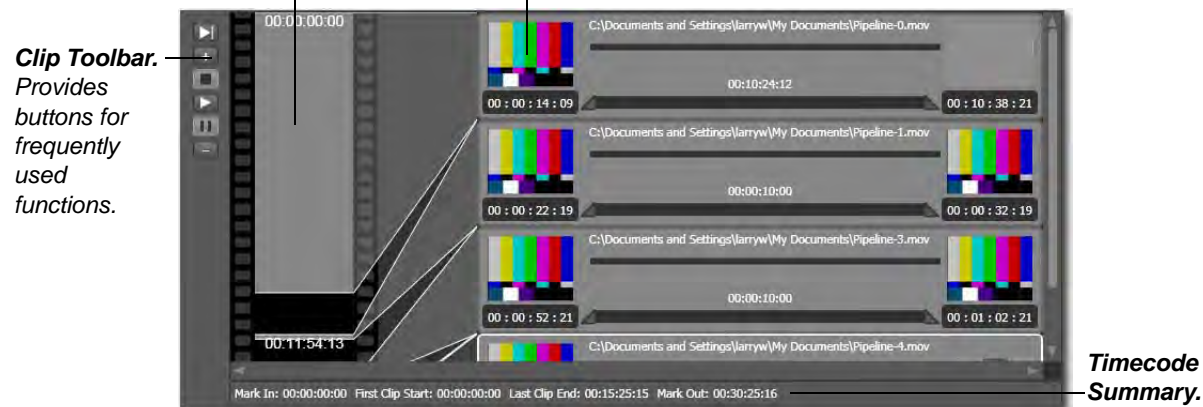 Clip Toolbar.
Provides
buttons for
frequently
used
functions.
00:00:00:00
C:\Documents and Settings\larryw\My Documents\Pipeline-0.mov
00:10:24:12
00 : 00 : 14 : 09
00 : 10 : 38 : 21
C:\Documents and Settings\larryw\My Documents\Pipeline-1.mov
00:00:10:00
00 : 00 : 22 : 19
00 : 00 : 32 : 19
C:\Documents and Settings\larryw\My Documents\Pipeline-3.mov
00:00:10:00
00 : 00 : 52 : 21
00 : 01 : 02 : 21
00:11:54:13
C:\Documents and Settings\larryw\My Documents\Pipeline-4.mov
Mark In: 00:00:00:00 First Clip Start: 00:00:00:00 Last Clip End: 00:15:25:15 Mark Out: 00:30:25:16
Timecode
Summary.